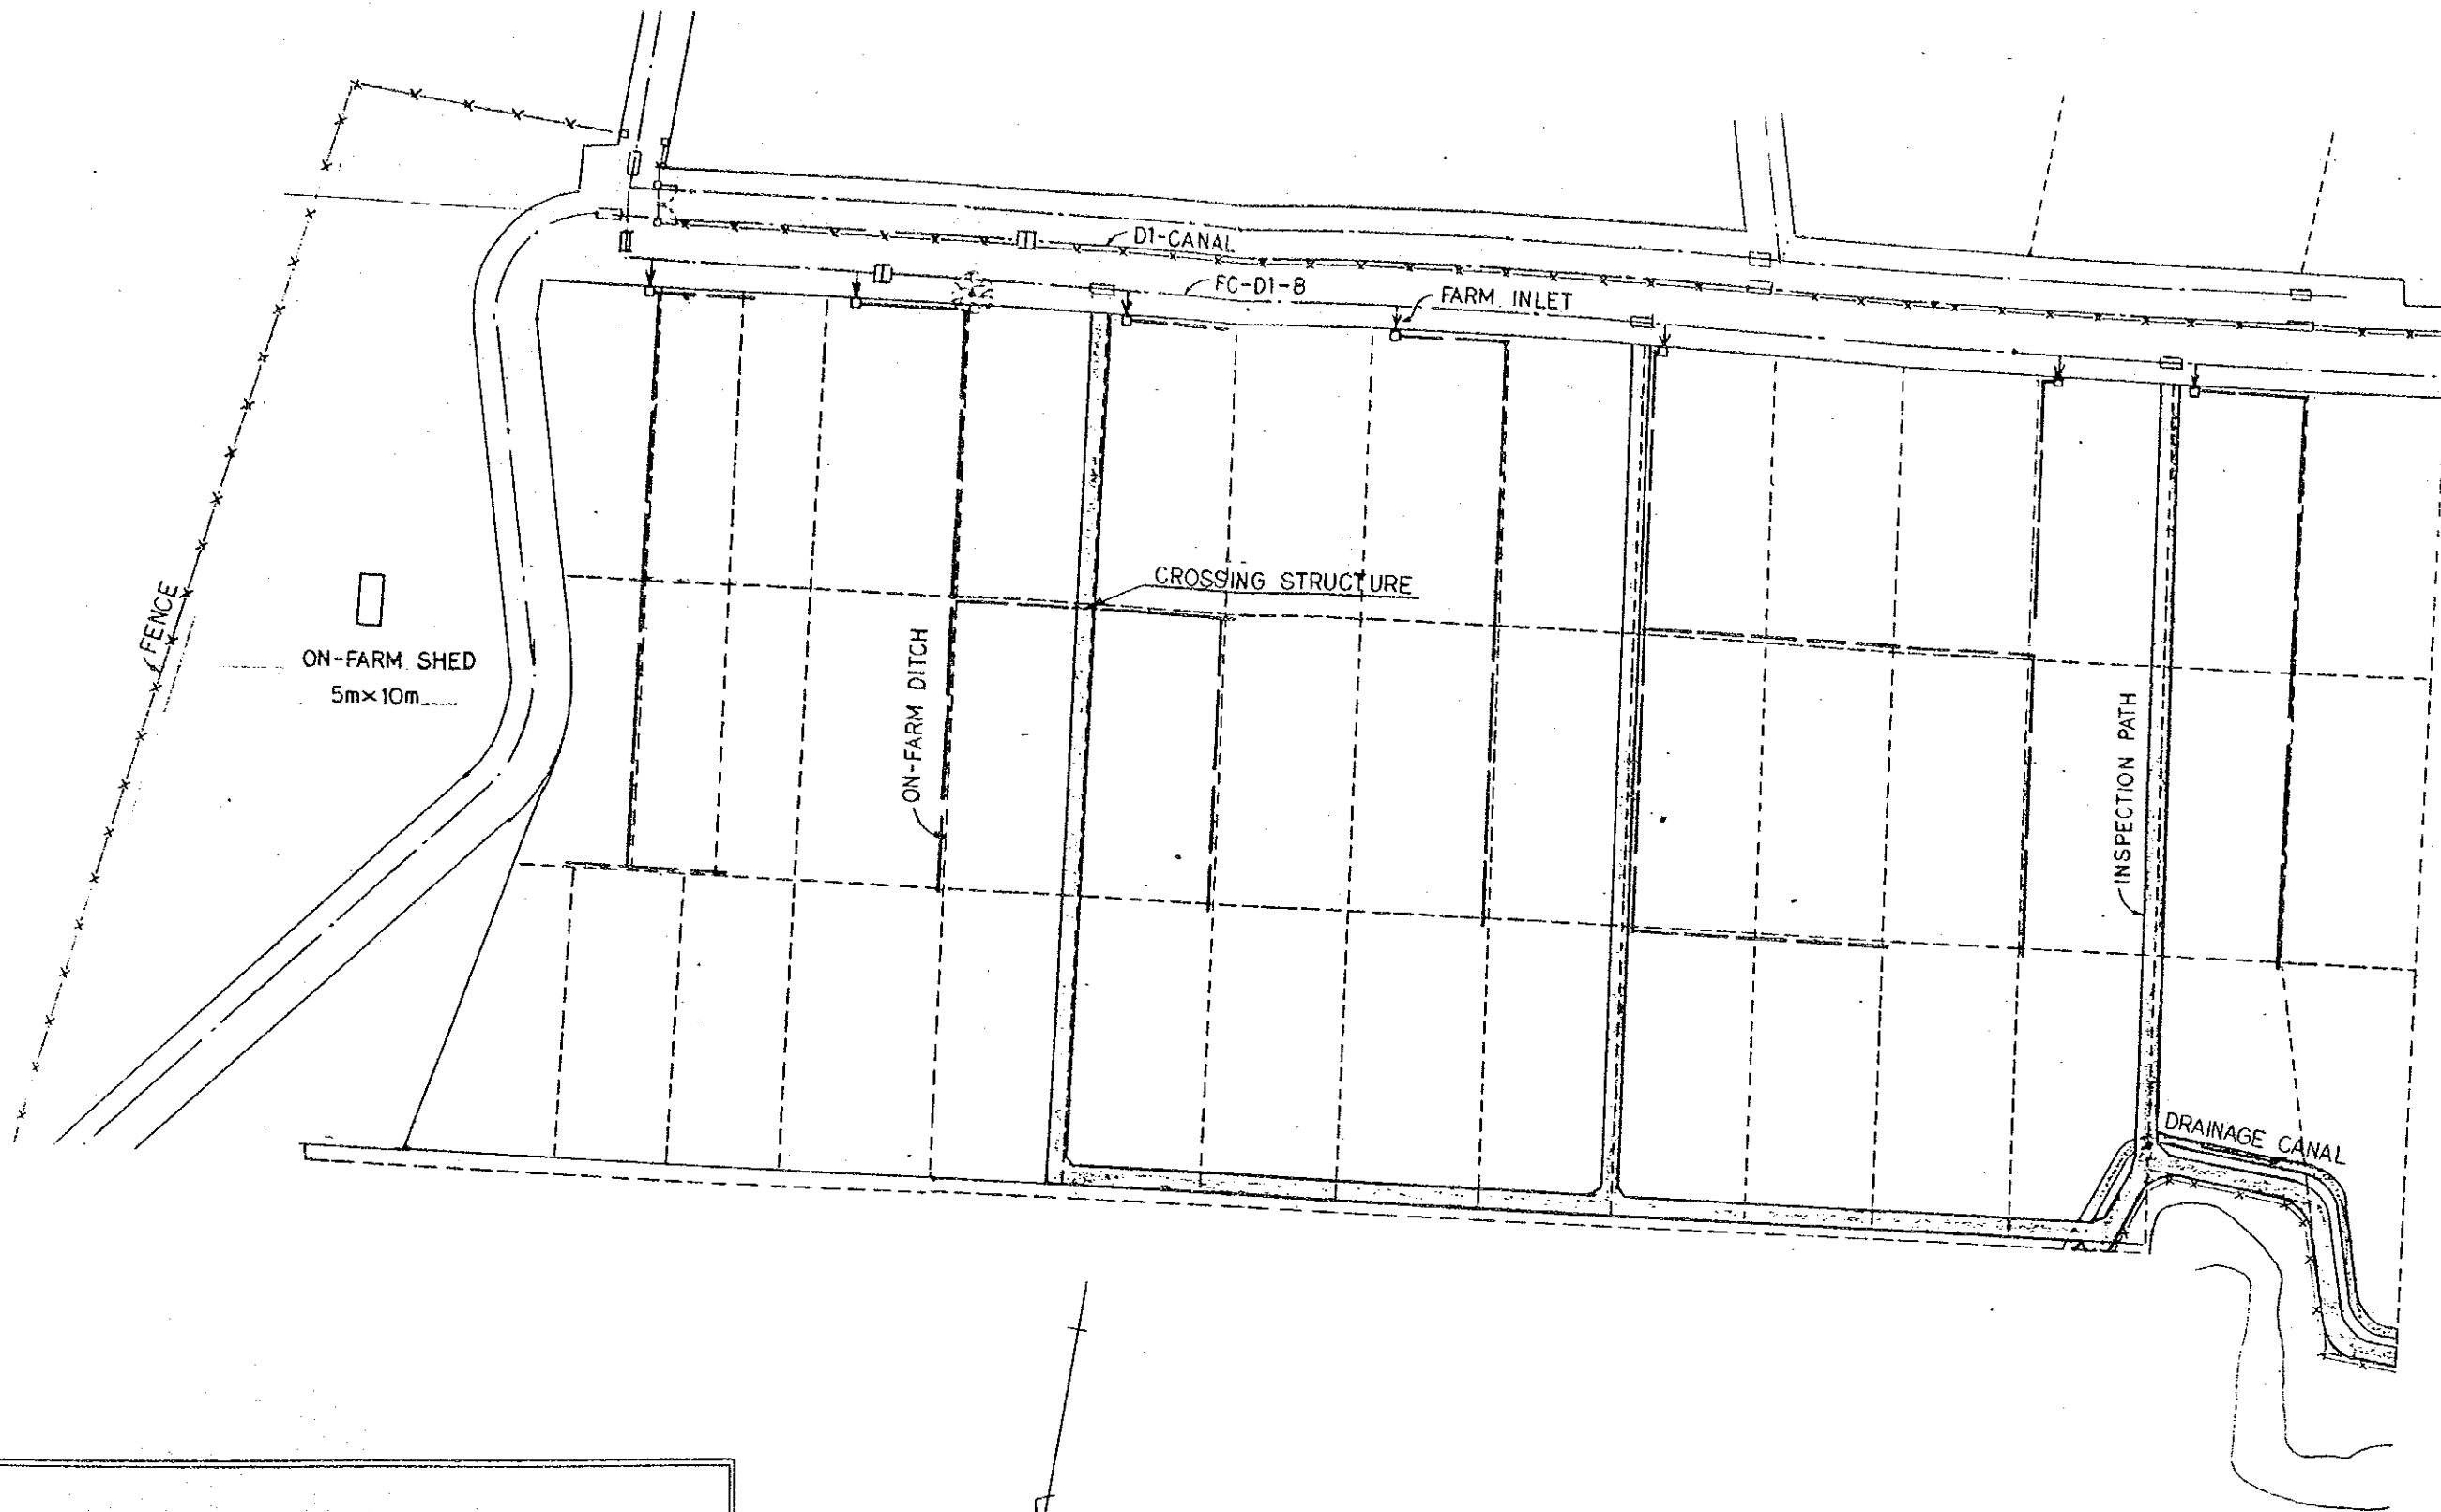 D1-CANAL
FC-D1-8
FARM INLET
CROSSING STRUCTURE
FENCE
ON-FARM SHED
5m×10m
ON-FARM DITCH
INSPECTION PATH
DRAINAGE CANAL